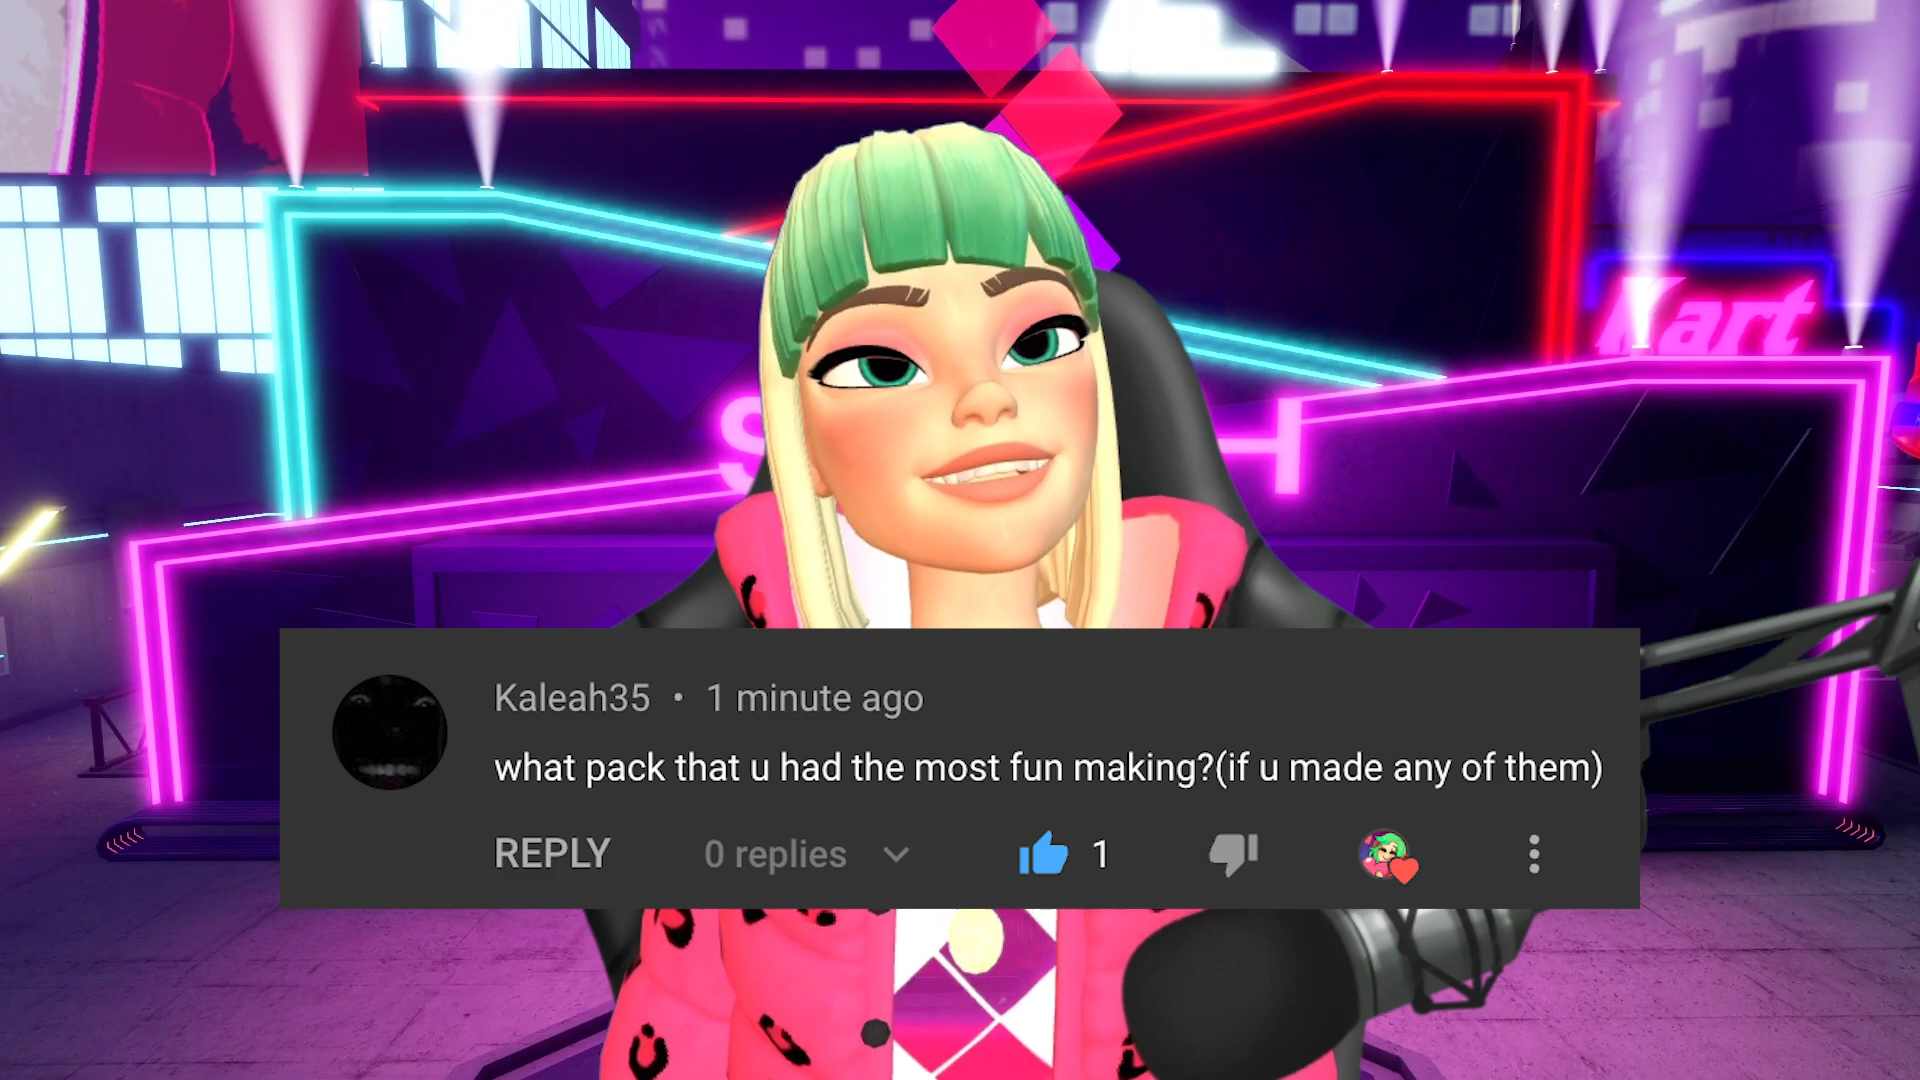 Kart
S
Kaleah35 • 1 minute ago
what pack that u had the most fun making?(if u made any of them)
REPLY 0 replies 1